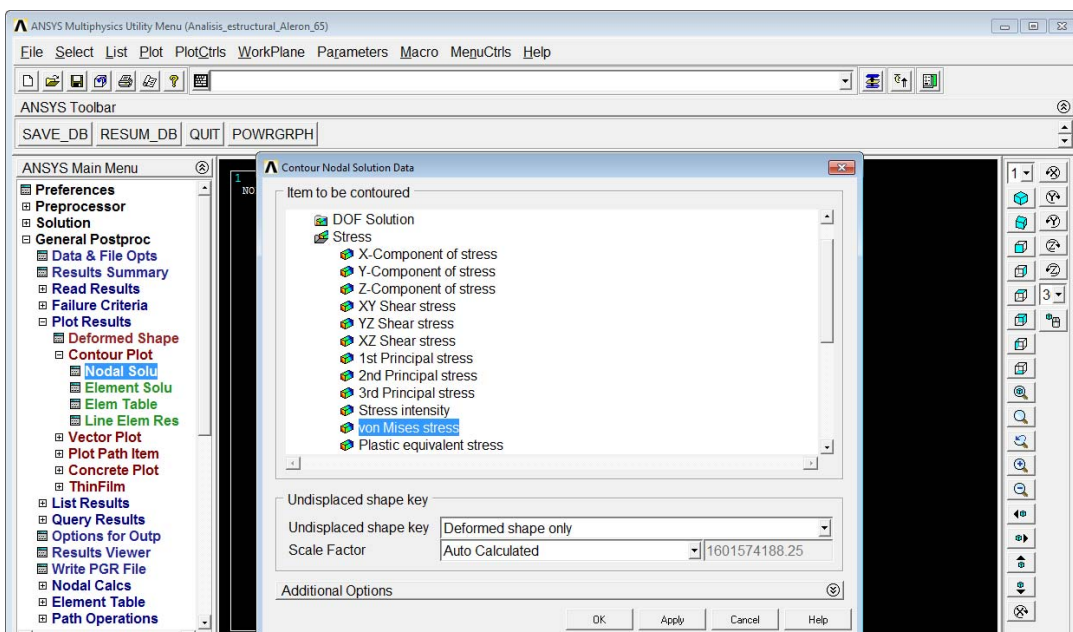 ANSYS Multiphysics Utility Menu (Analisis_estructural_Aleron_65)
File Select List Plot PlotCtrls WorkPlane Parameters Macro MenuCtrls Help
ANSYS Toolbar
SAVE_DB RESUM_DB QUIT POWRGRPH
ANSYS Main Menu
Preferences
Preprocessor
Solution
General Postproc
Data & File Opts
Results Summary
Read Results
Failure Criteria
Plot Results
Deformed Shape
Contour Plot
Nodal Solu
Element Solu
Elem Table
Line Elem Res
Vector Plot
Plot Path Item
Concrete Plot
ThinFilm
List Results
Query Results
Options for Outp
Results Viewer
Write PGR File
Nodal Calcs
Element Table
Path Operations
1
NO
Contour Nodal Solution Data
Item to be contoured
DOF Solution
Stress
X-Component of stress
Y-Component of stress
Z-Component of stress
XY Shear stress
YZ Shear stress
XZ Shear stress
1st Principal stress
2nd Principal stress
3rd Principal stress
Stress intensity
von Mises stress
Plastic equivalent stress
Undisplaced shape key
Undisplaced shape key Deformed shape only
Scale Factor Auto Calculated 1601574188.25
Additional Options
OK Apply Cancel Help
1
3